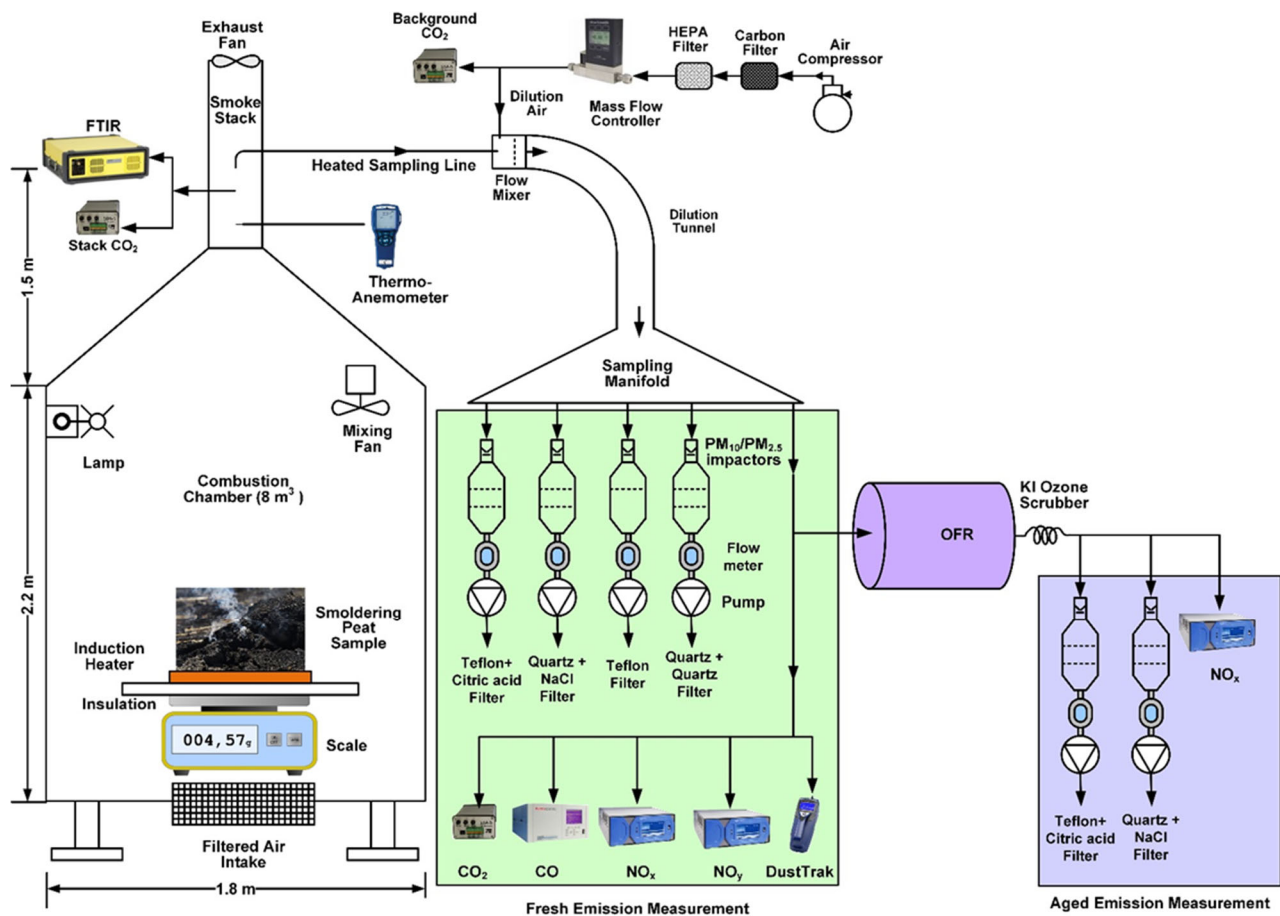 Exhaust
Fan
Background
CO₂
HEPA
Filter
Carbon
Filter
Air
Compressor
Smoke
Stack
Dilution
Air
Mass Flow
Controller
FTIR
Heated Sampling Line
Flow
Mixer
Dilution
Tunnel
Stack CO₂
Thermo-
Anemometer
1.5 m
Sampling
Manifold
Lamp
Mixing
Fan
PM₁₀/PM₂.₅
impactors
Combustion
Chamber (8 m³ )
KI Ozone
Scrubber
OFR
Flow
meter
2.2 m
Smoldering
Peat
Sample
Pump
Induction
Heater
Insulation
Teflon+
Citric acid
Filter
Quartz +
NaCl
Filter
Teflon
Filter
Quartz +
Quartz
Filter
NOₓ
004,57g
Scale
Filtered Air
Intake
CO₂
CO
NOₓ
NOᵧ
DustTrak
Teflon+
Citric acid
Filter
Quartz +
NaCl
Filter
1.8 m
Fresh Emission Measurement
Aged Emission Measurement